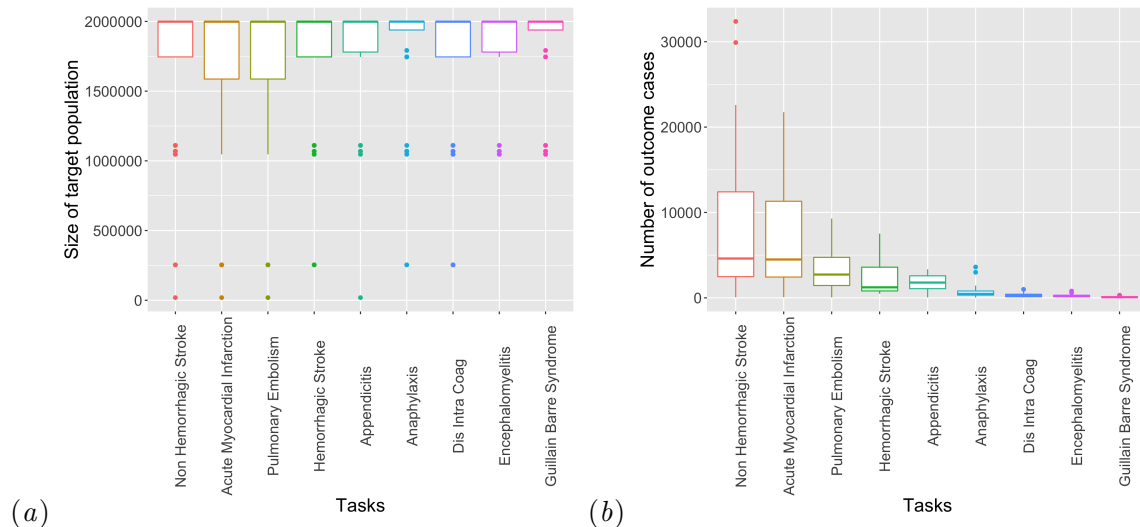 Size of target population
2000000
1500000
1000000
500000
0
Non Hemorrhagic Stroke
Acute Myocardial Infarction
Pulmonary Embolism
Hemorrhagic Stroke
Appendicitis
Anaphylaxis
Dis Intra Coag
Encephalomyelitis
Guillain Barre Syndrome
Tasks
(a)
Number of outcome cases
30000
20000
10000
0
Non Hemorrhagic Stroke
Acute Myocardial Infarction
Pulmonary Embolism
Hemorrhagic Stroke
Appendicitis
Anaphylaxis
Dis Intra Coag
Encephalomyelitis
Guillain Barre Syndrome
Tasks
(b)